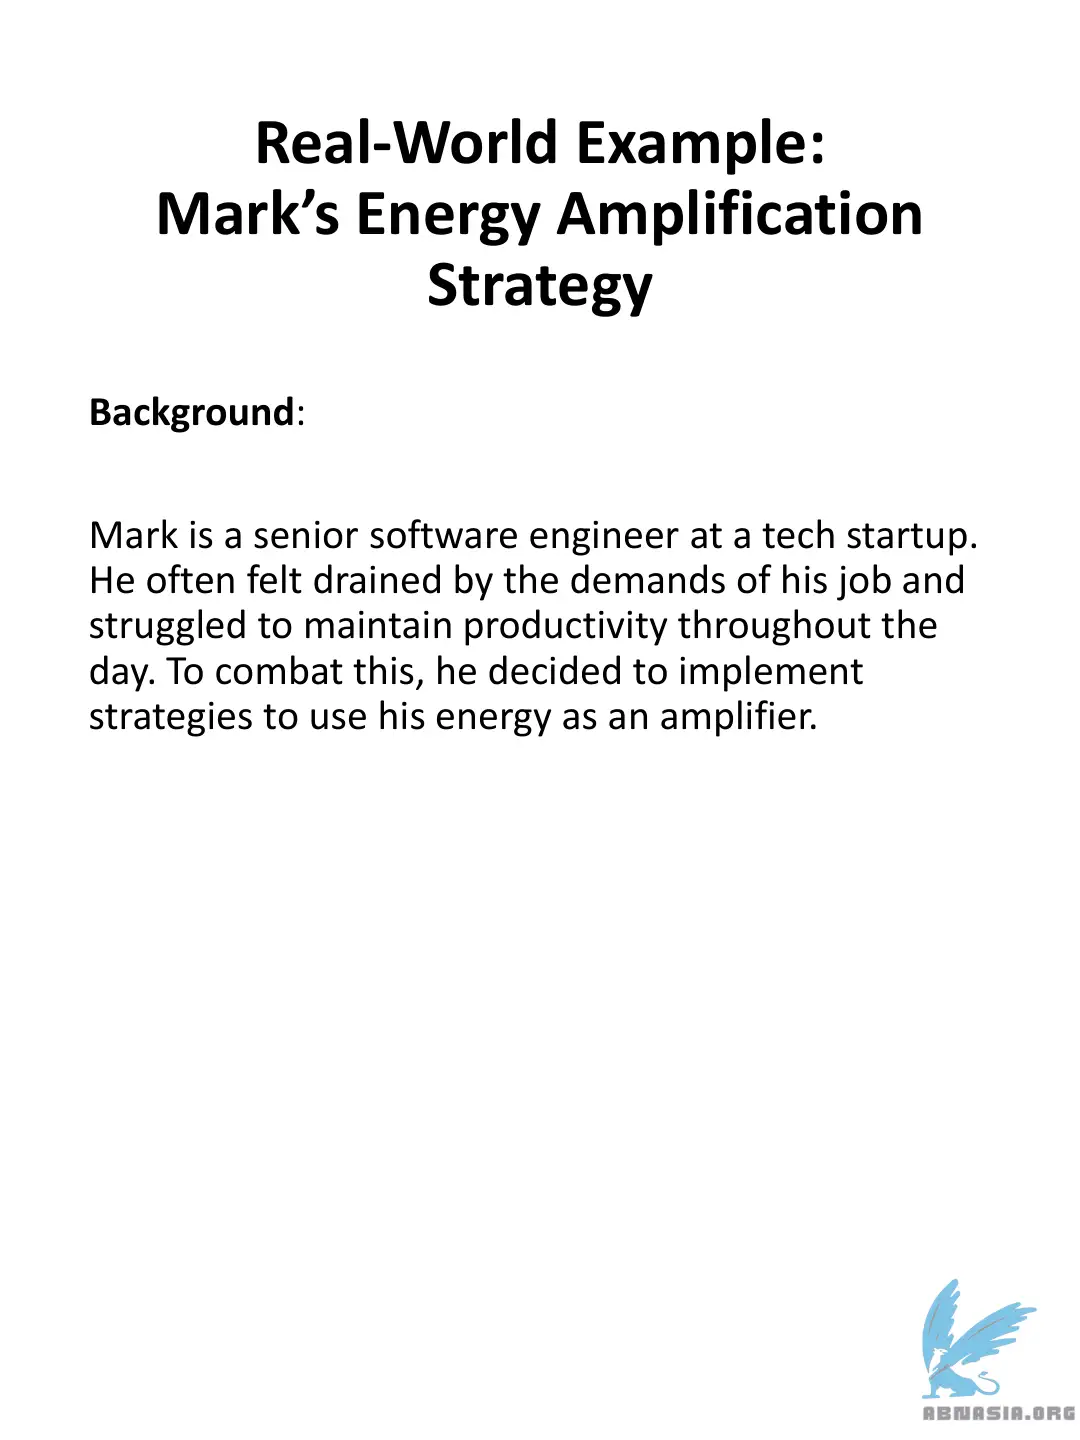 Real-World Example:
Mark’s Energy Amplification
Strategy
Background:
Mark is a senior software engineer at a tech startup.
He often felt drained by the demands of his job and
struggled to maintain productivity throughout the
day. To combat this, he decided to implement
strategies to use his energy as an amplifier.
ABNASIA.ORG